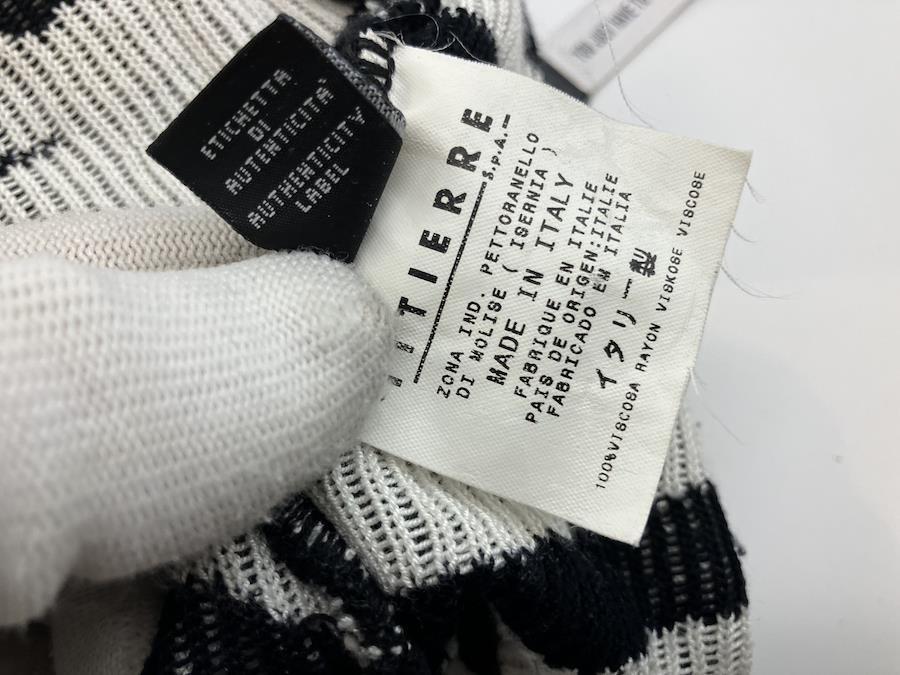 ETICHETTA
DI
AUTENTICITA'
AUTHENTICITY
LABEL
TIERRE
S.P.A.
ZONA IND. PETTORANELLO
DI MOLISE ( ISERNIA )
MADE IN ITALY
FABRIQUE EN ITALIE
PAIS DE ORIGEN:ITALIE
FABRICADO EM ITALIA
イタリー製
100%VISCOSA RAYON VISKOSE VISCOSE